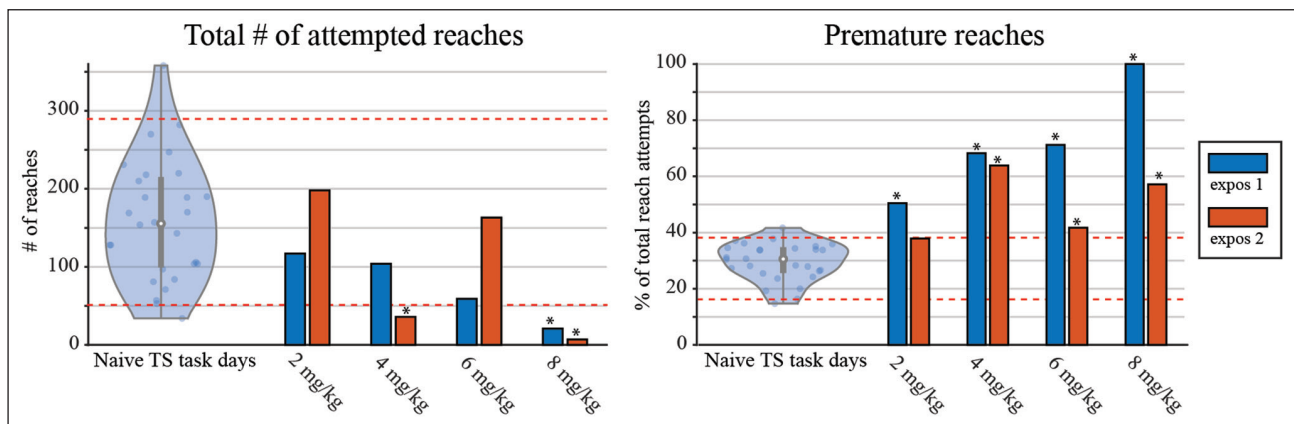 Total # of attempted reaches
# of reaches
300
200
100
0
Naive TS task days
2 mg/kg
4 mg/kg
6 mg/kg
8 mg/kg
*
*
*
Premature reaches
% of total reach attempts
100
80
60
40
20
0
Naive TS task days
2 mg/kg
4 mg/kg
6 mg/kg
8 mg/kg
*
*
*
*
*
*
*
expos 1
expos 2